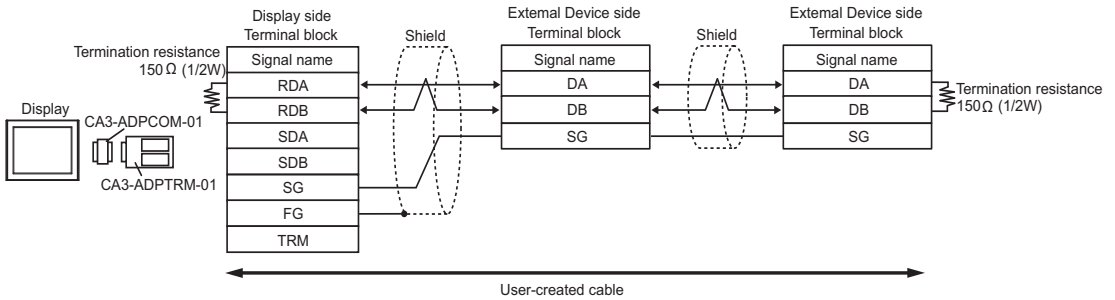 Display side
Terminal block
External Device side
Terminal block
External Device side
Terminal block
Termination resistance
150Ω (1/2W)
Shield
Shield
Signal name
RDA
RDB
SDA
SDB
SG
FG
TRM
Signal name
DA
DB
SG
Signal name
DA
DB
SG
Termination resistance
150Ω (1/2W)
Display
CA3-ADPCOM-01
CA3-ADPTRM-01
User-created cable